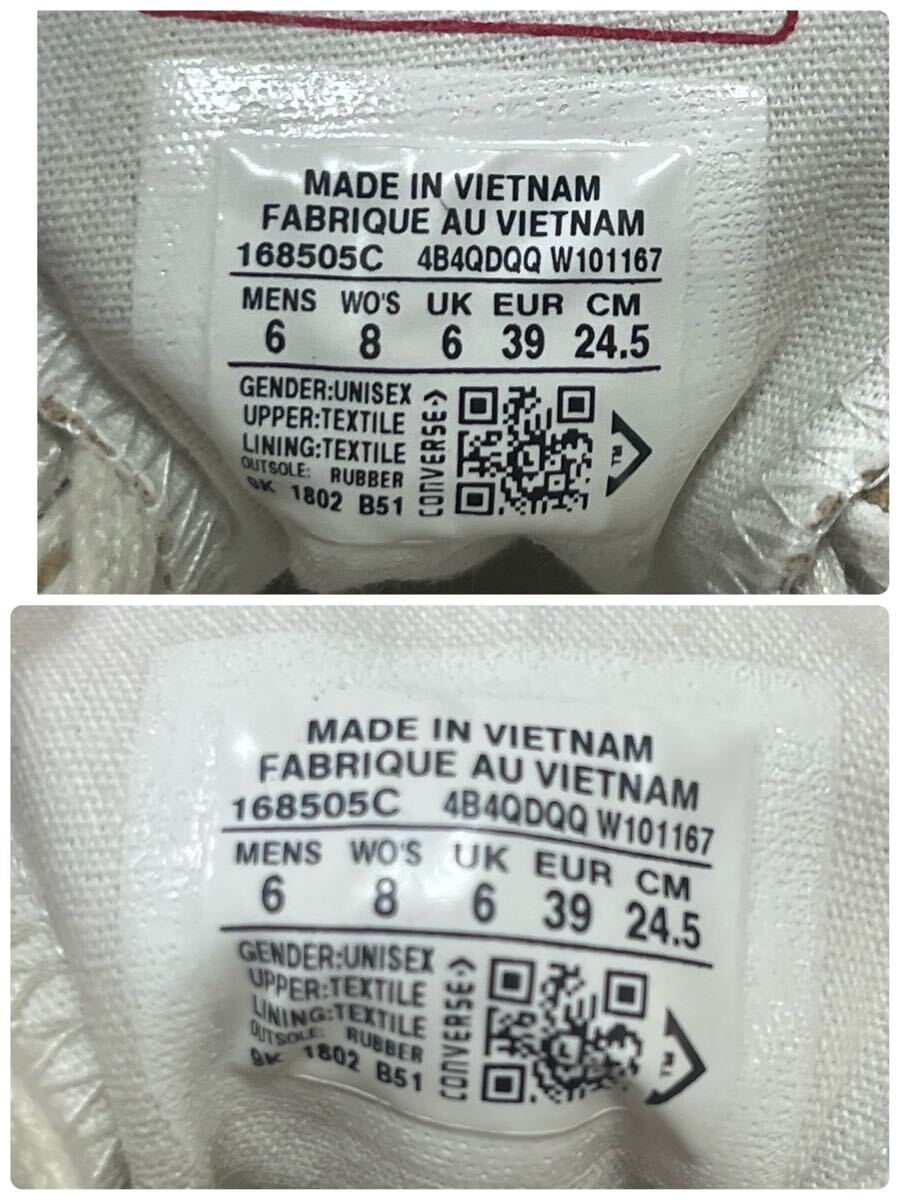 MADE IN VIETNAM
FABRIQUE AU VIETNAM
168505C 4B4QDQQ W101167
MENS WO'S UK EUR CM
6 8 6 39 24.5
GENDER:UNISEX
UPPER:TEXTILE
LINING:TEXTILE
OUTSOLE: RUBBER
9K 1802 B51
CONVERSE
MADE IN VIETNAM
FABRIQUE AU VIETNAM
168505C 4B4QDQQ W101167
MENS WO'S UK EUR CM
6 8 6 39 24.5
GENDER:UNISEX
UPPER:TEXTILE
LINING:TEXTILE
OUTSOLE: RUBBER
9K 1802 B51
CONVERSE